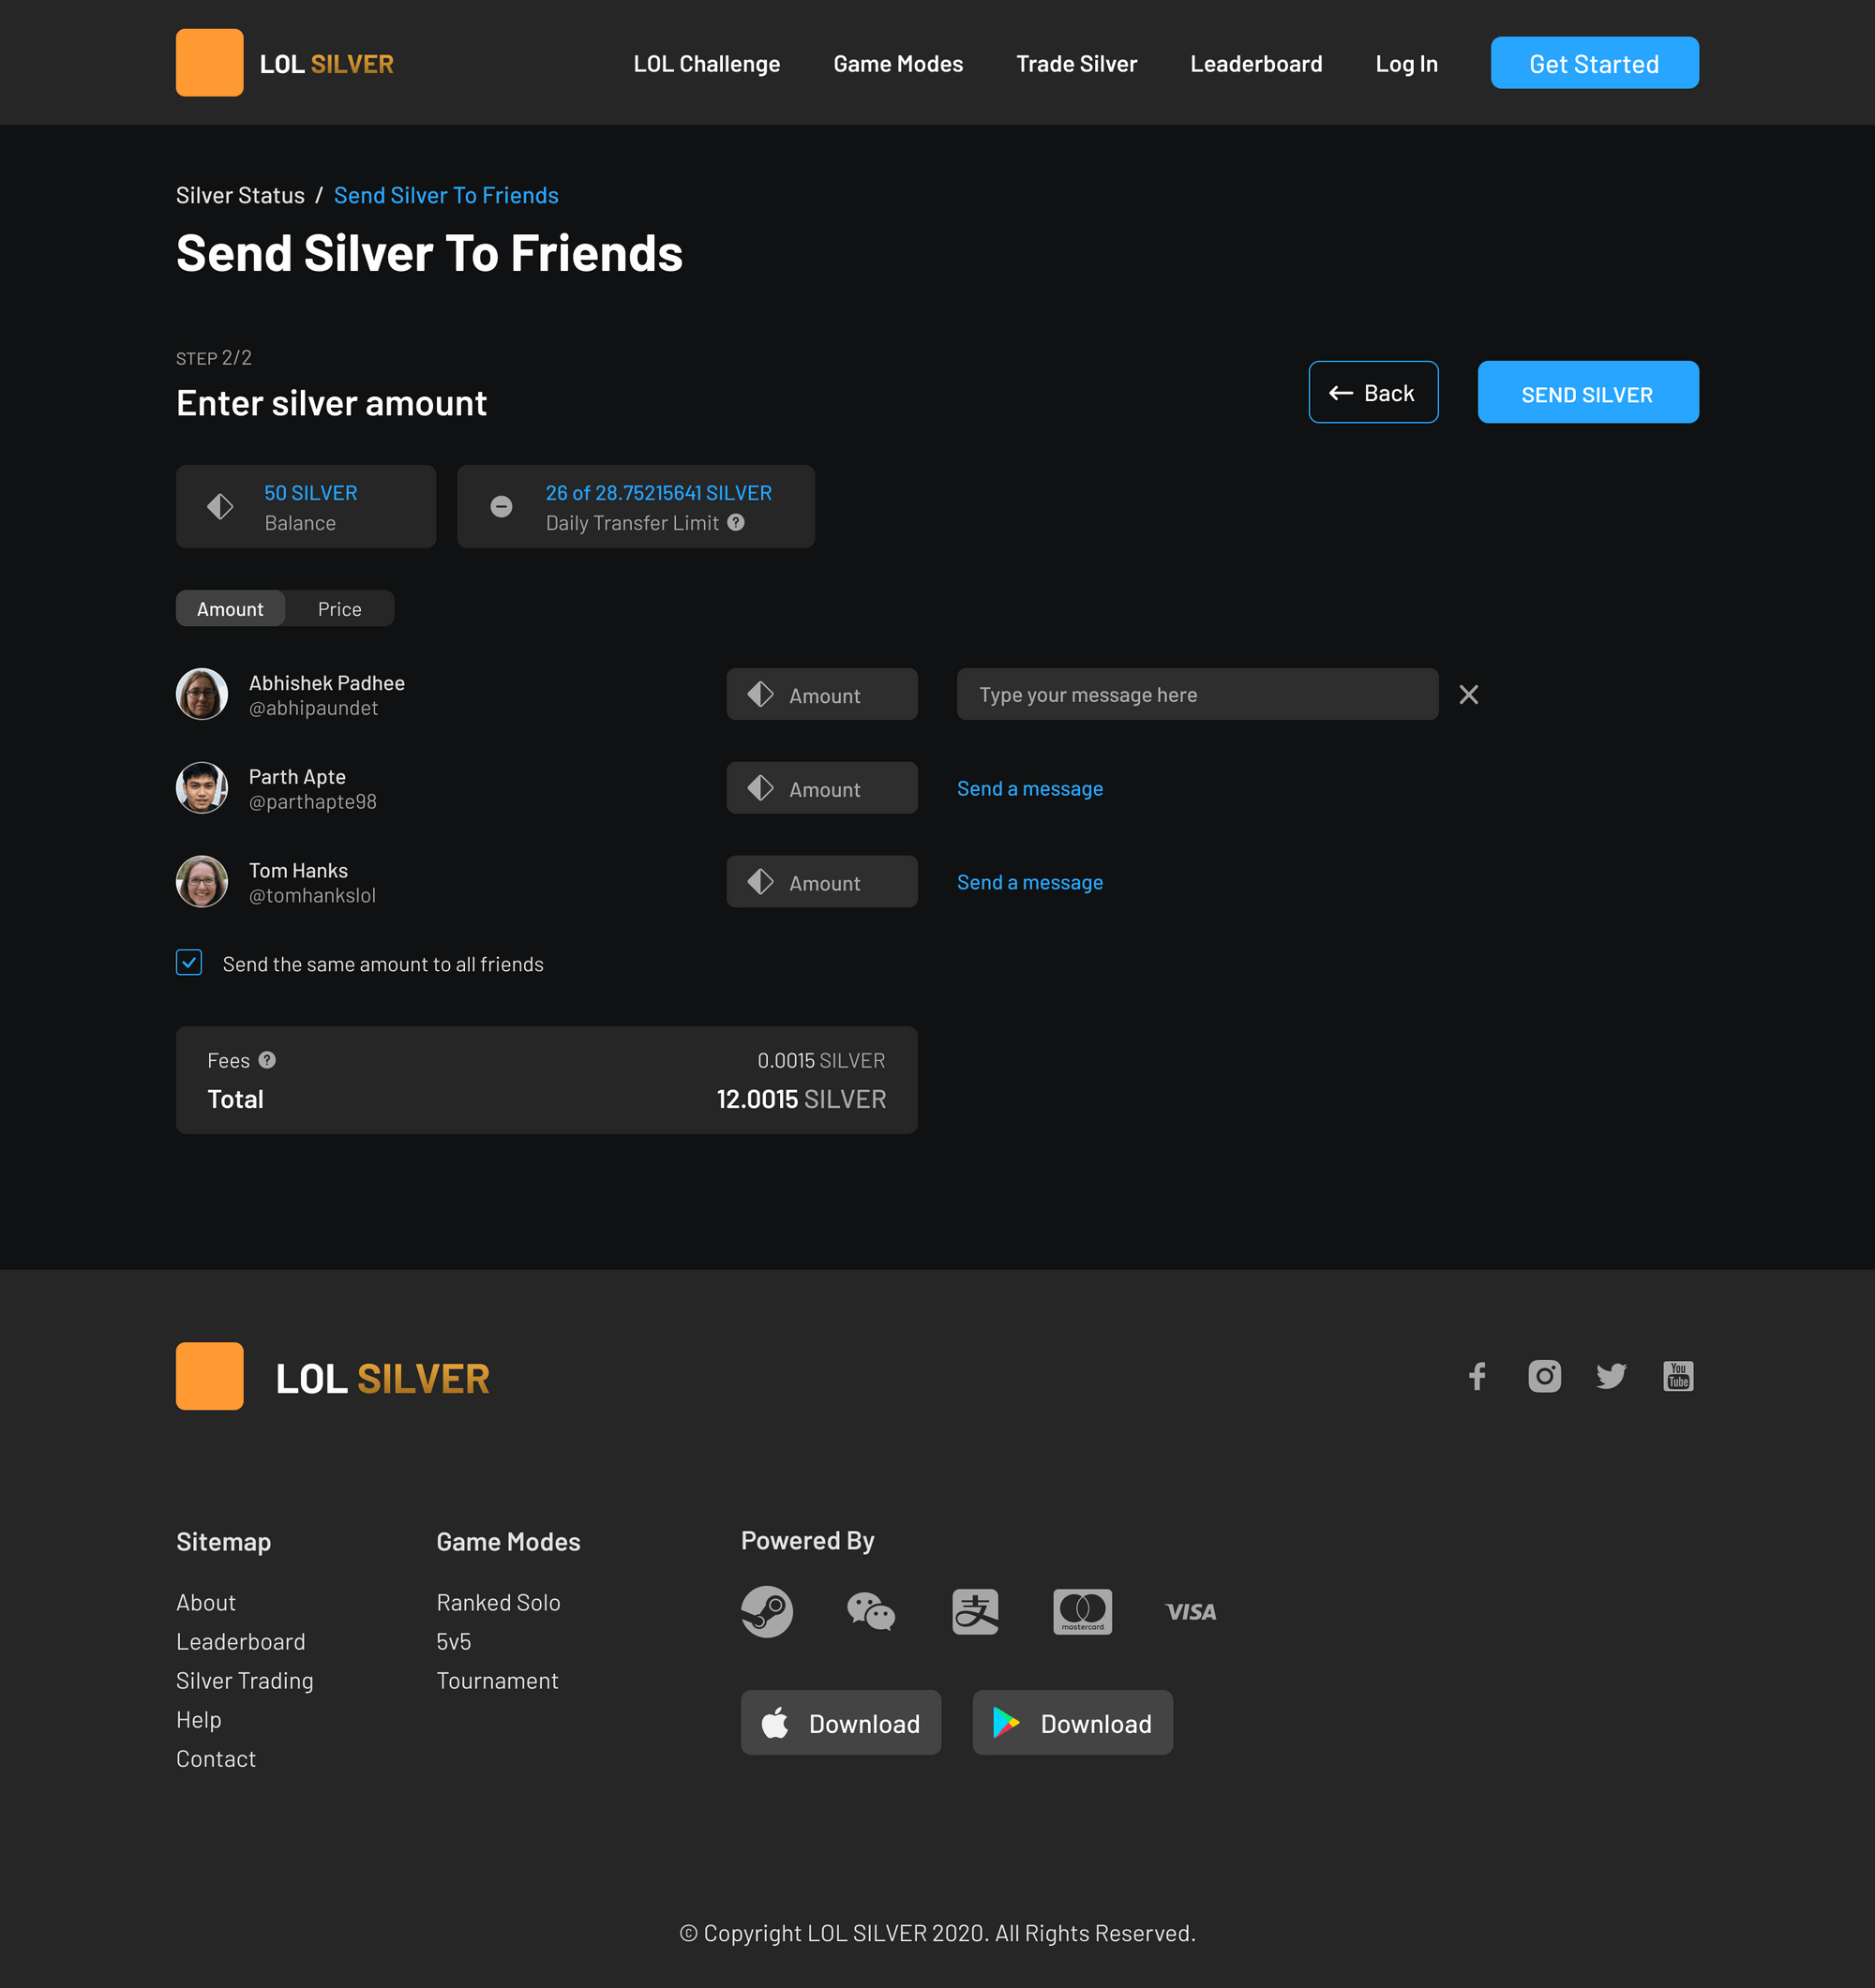 LOL SILVER
LOL Challenge
Game Modes
Trade Silver
Leaderboard
Log In
Get Started
Silver Status / Send Silver To Friends
Send Silver To Friends
STEP 2/2
Enter silver amount
Back
SEND SILVER
50 SILVER
Balance
26 of 28.75215641 SILVER
Daily Transfer Limit ?
Amount
Price
Abhishek Padhee
@abhipaundet
Amount
Type your message here
Parth Apte
@parthapte98
Amount
Send a message
Tom Hanks
@tomhankslol
Amount
Send a message
Send the same amount to all friends
Fees ?
0.0015 SILVER
Total
12.0015 SILVER
LOL SILVER
You
Tube
Sitemap
About
Leaderboard
Silver Trading
Help
Contact
Game Modes
Ranked Solo
5v5
Tournament
Powered By
支
mastercard
VISA
Download
Download
© Copyright LOL SILVER 2020. All Rights Reserved.